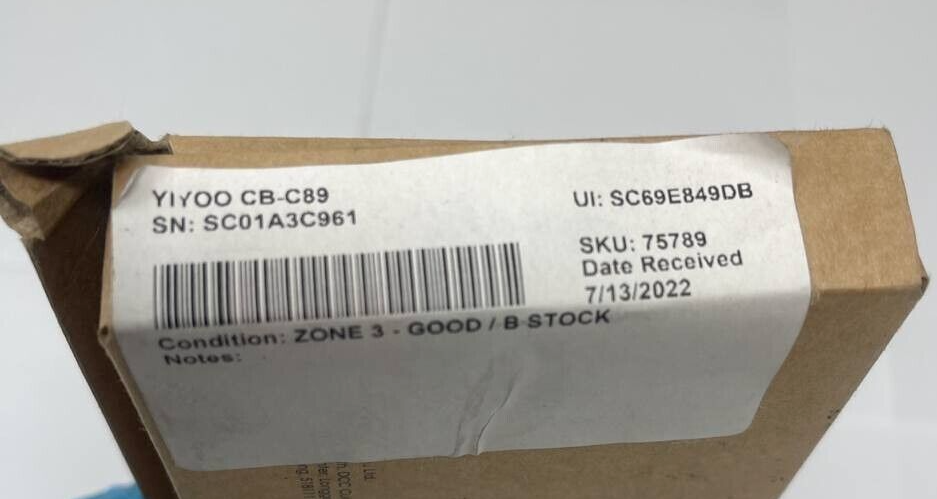 YIYOO CB-C89
SN: SC01A3C961
UI: SC69E849DB
SKU: 75789
Date Received
7/13/2022
Condition: ZONE 3 - GOOD / B STOCK
Notes:
Ltd